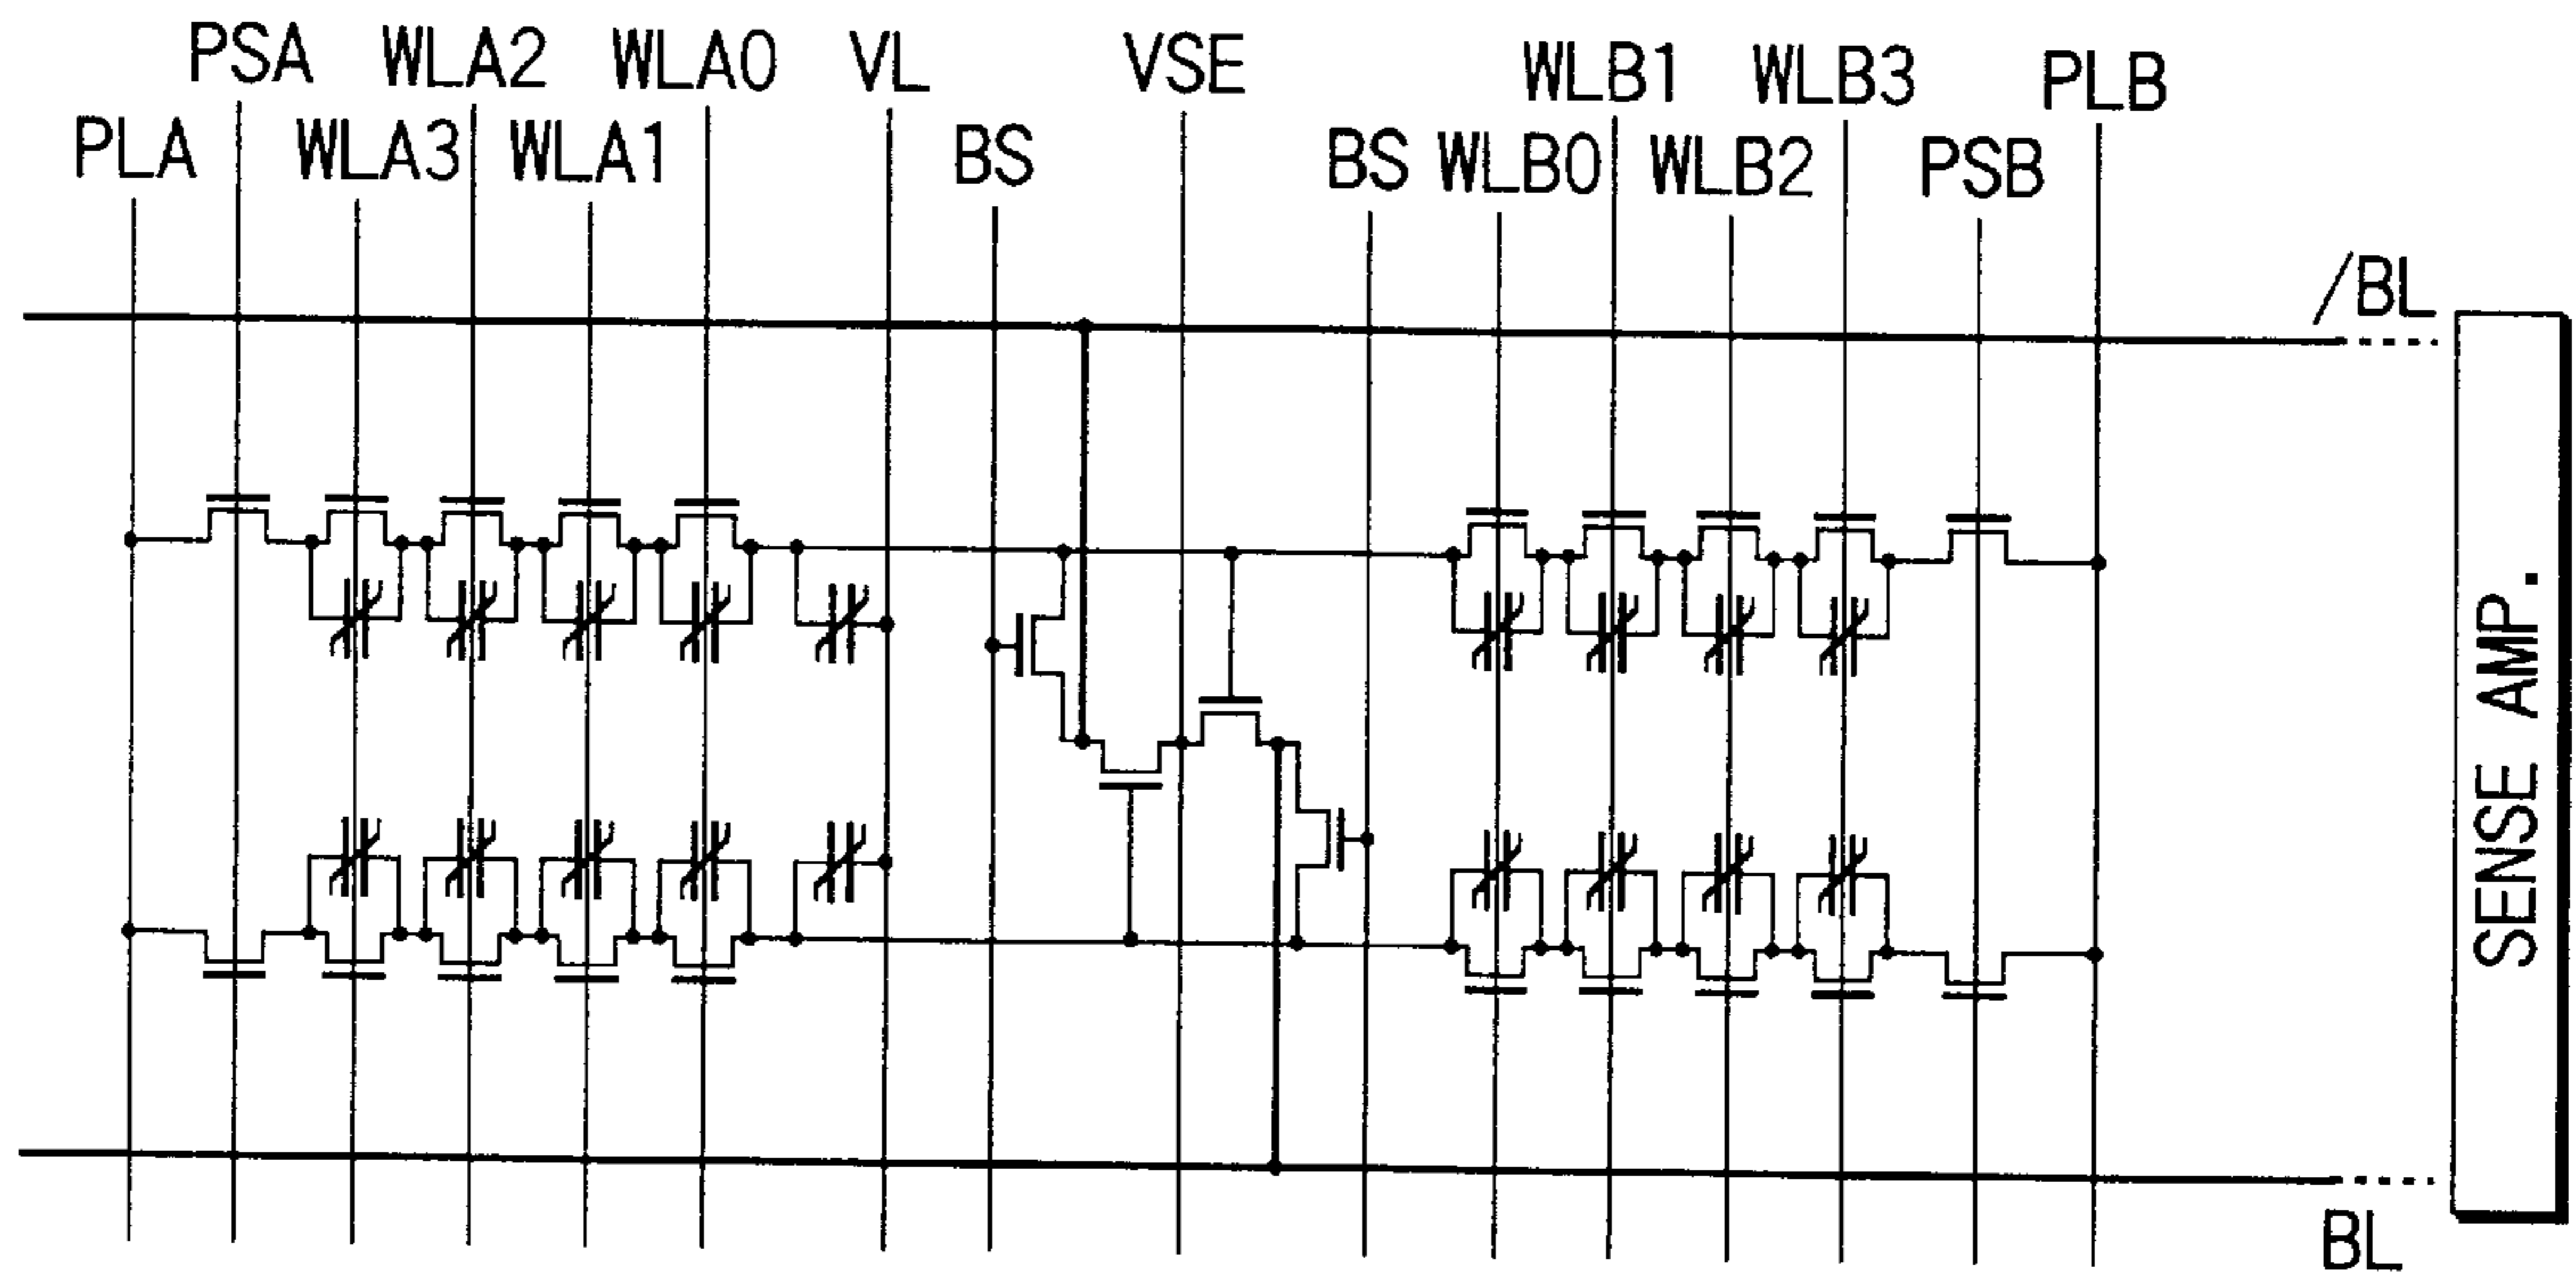 PSA WLA2 WLA0 VL VSE WLB1 WLB3 PLB
PLA WLA3 WLA1 BS BS WLB0 WLB2 PSB
/BL
SENSE AMP.
BL